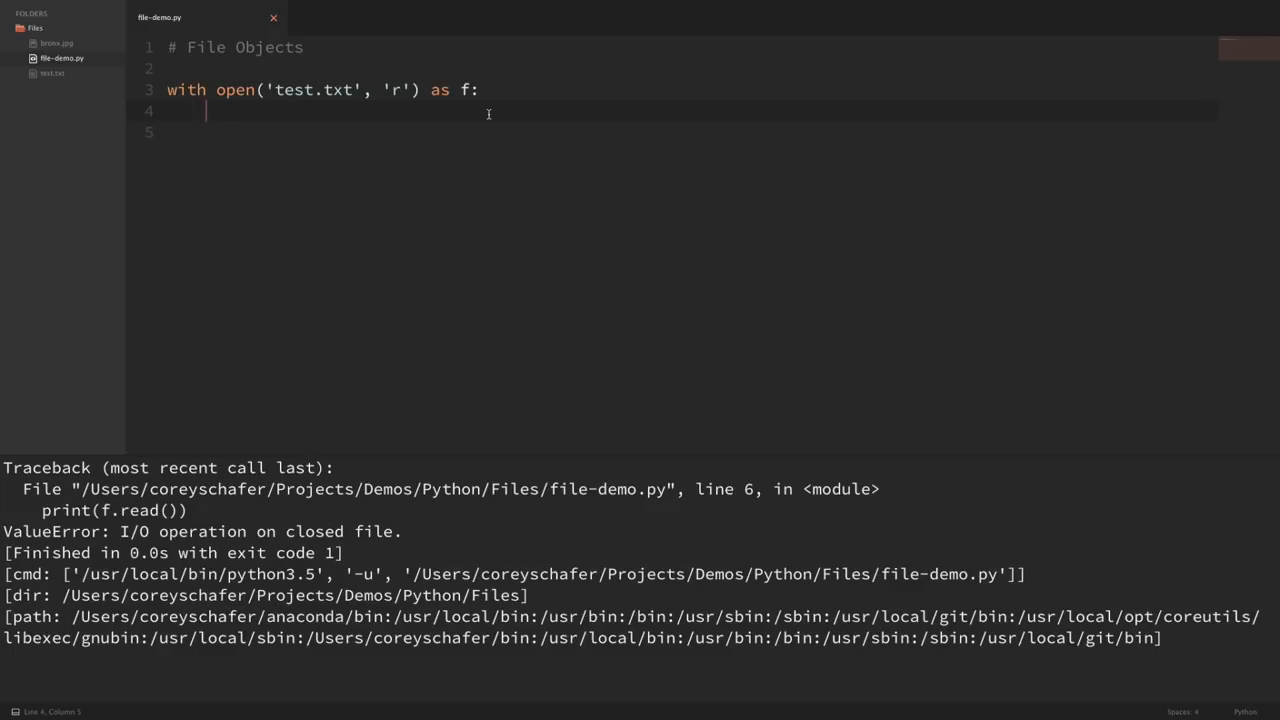 FOLDERS
Files
bronx.jpg
file-demo.py
test.txt
file-demo.py
1 # File Objects
2
3 with open('test.txt', 'r') as f:
4
5
Traceback (most recent call last):
  File "/Users/coreyschafer/Projects/Demos/Python/Files/file-demo.py", line 6, in <module>
    print(f.read())
ValueError: I/O operation on closed file.
[Finished in 0.0s with exit code 1]
[cmd: ['/usr/local/bin/python3.5', '-u', '/Users/coreyschafer/Projects/Demos/Python/Files/file-demo.py']]
[dir: /Users/coreyschafer/Projects/Demos/Python/Files]
[path: /Users/coreyschafer/anaconda/bin:/usr/local/bin:/usr/bin:/bin:/usr/sbin:/sbin:/usr/local/git/bin:/usr/local/opt/coreutils/
libexec/gnubin:/usr/local/sbin:/Users/coreyschafer/bin:/usr/local/bin:/usr/bin:/bin:/usr/sbin:/sbin:/usr/local/git/bin]
Line 4, Column 5
Spaces: 4
Python